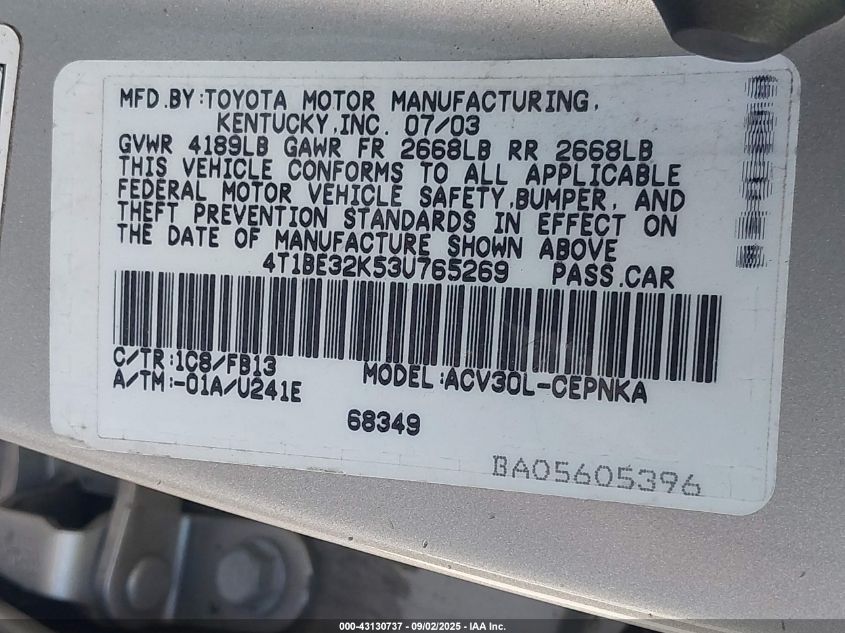 MFD.BY:TOYOTA MOTOR MANUFACTURING,
KENTUCKY,INC. 07/03
GVWR 4189LB GAWR FR 2668LB RR 2668LB
THIS VEHICLE CONFORMS TO ALL APPLICABLE
FEDERAL MOTOR VEHICLE SAFETY,BUMPER, AND
THEFT PREVENTION STANDARDS IN EFFECT ON
THE DATE OF MANUFACTURE SHOWN ABOVE
4T1BE32K53U765269 PASS.CAR
C/TR:1C8/FB13
A/TM:-01A/U241E
MODEL:ACV30L-CEPNKA
68349
BA05605396
000-43130737 - 09/02/2025 - IAA Inc.